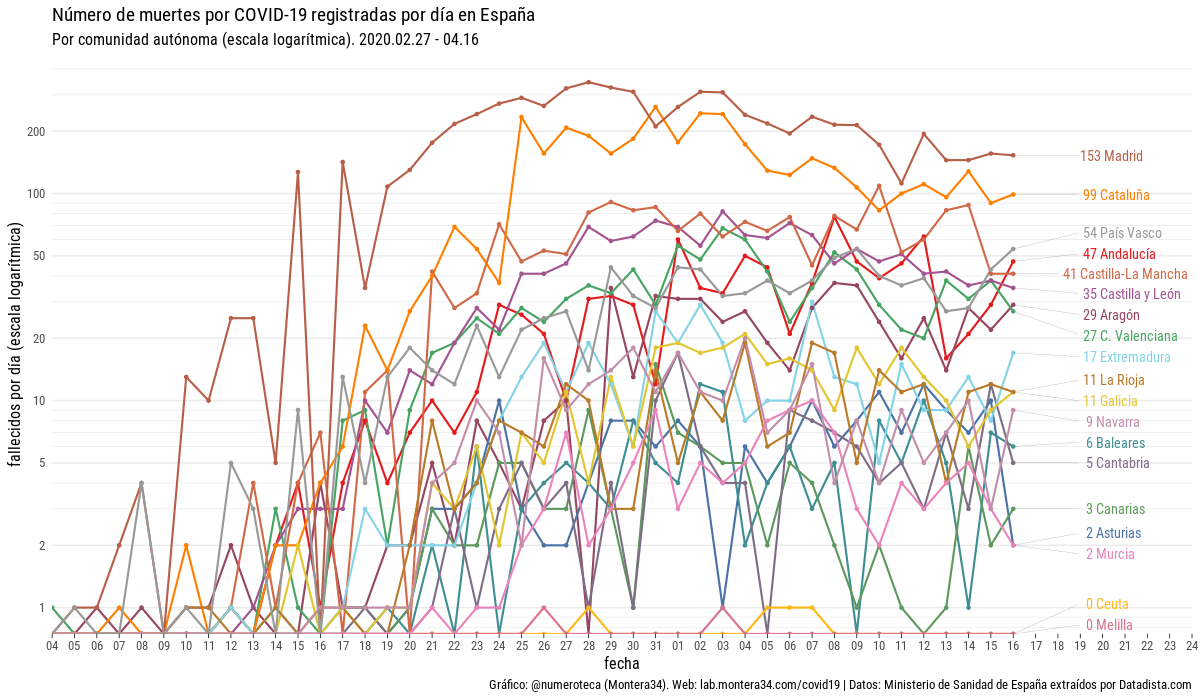 Número de muertes por COVID-19 registradas por día en España
Por comunidad autónoma (escala logarítmica). 2020.02.27 - 04.16
fallecidos por día (escala logarítmica)
200
100
50
20
10
5
2
1
153 Madrid
99 Cataluña
54 País Vasco
47 Andalucía
41 Castilla-La Mancha
35 Castilla y León
29 Aragón
27 C. Valenciana
17 Extremadura
11 La Rioja
11 Galicia
9 Navarra
6 Baleares
5 Cantabria
3 Canarias
2 Asturias
2 Murcia
0 Ceuta
0 Melilla
04 05 06 07 08 09 10 11 12 13 14 15 16 17 18 19 20 21 22 23 24 25 26 27 28 29 30 31 01 02 03 04 05 06 07 08 09 10 11 12 13 14 15 16 17 18 19 20 21 22 23 24
fecha
Gráfico: @numeroteca (Montera34). Web: lab.montera34.com/covid19 | Datos: Ministerio de Sanidad de España extraídos por Datadista.com